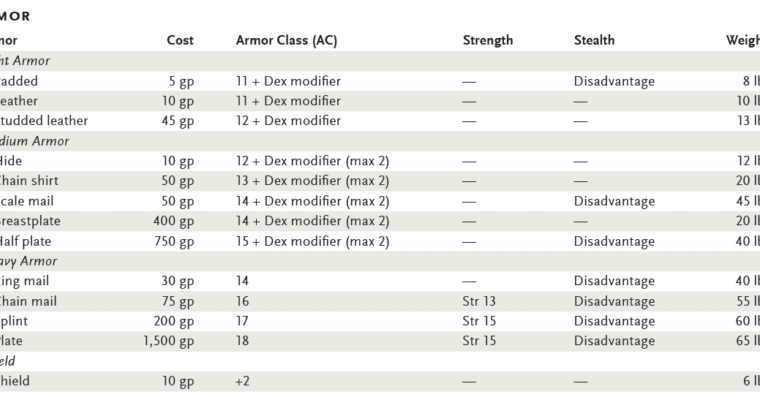 MOR
mor Cost Armor Class (AC) Strength Stealth Weigh
ht Armor
Padded 5 gp 11 + Dex modifier — Disadvantage 8 lb
eather 10 gp 11 + Dex modifier — — 10 lb
tudded leather 45 gp 12 + Dex modifier — — 13 lb
dium Armor
Hide 10 gp 12 + Dex modifier (max 2) — — 12 lb
Chain shirt 50 gp 13 + Dex modifier (max 2) — — 20 lb
cale mail 50 gp 14 + Dex modifier (max 2) — Disadvantage 45 lb
Breastplate 400 gp 14 + Dex modifier (max 2) — — 20 lb
Half plate 750 gp 15 + Dex modifier (max 2) — Disadvantage 40 lb
avy Armor
ing mail 30 gp 14 — Disadvantage 40 lb
Chain mail 75 gp 16 Str 13 Disadvantage 55 lb
plint 200 gp 17 Str 15 Disadvantage 60 lb
Plate 1,500 gp 18 Str 15 Disadvantage 65 lb
eld
hield 10 gp +2 — — 6 lb